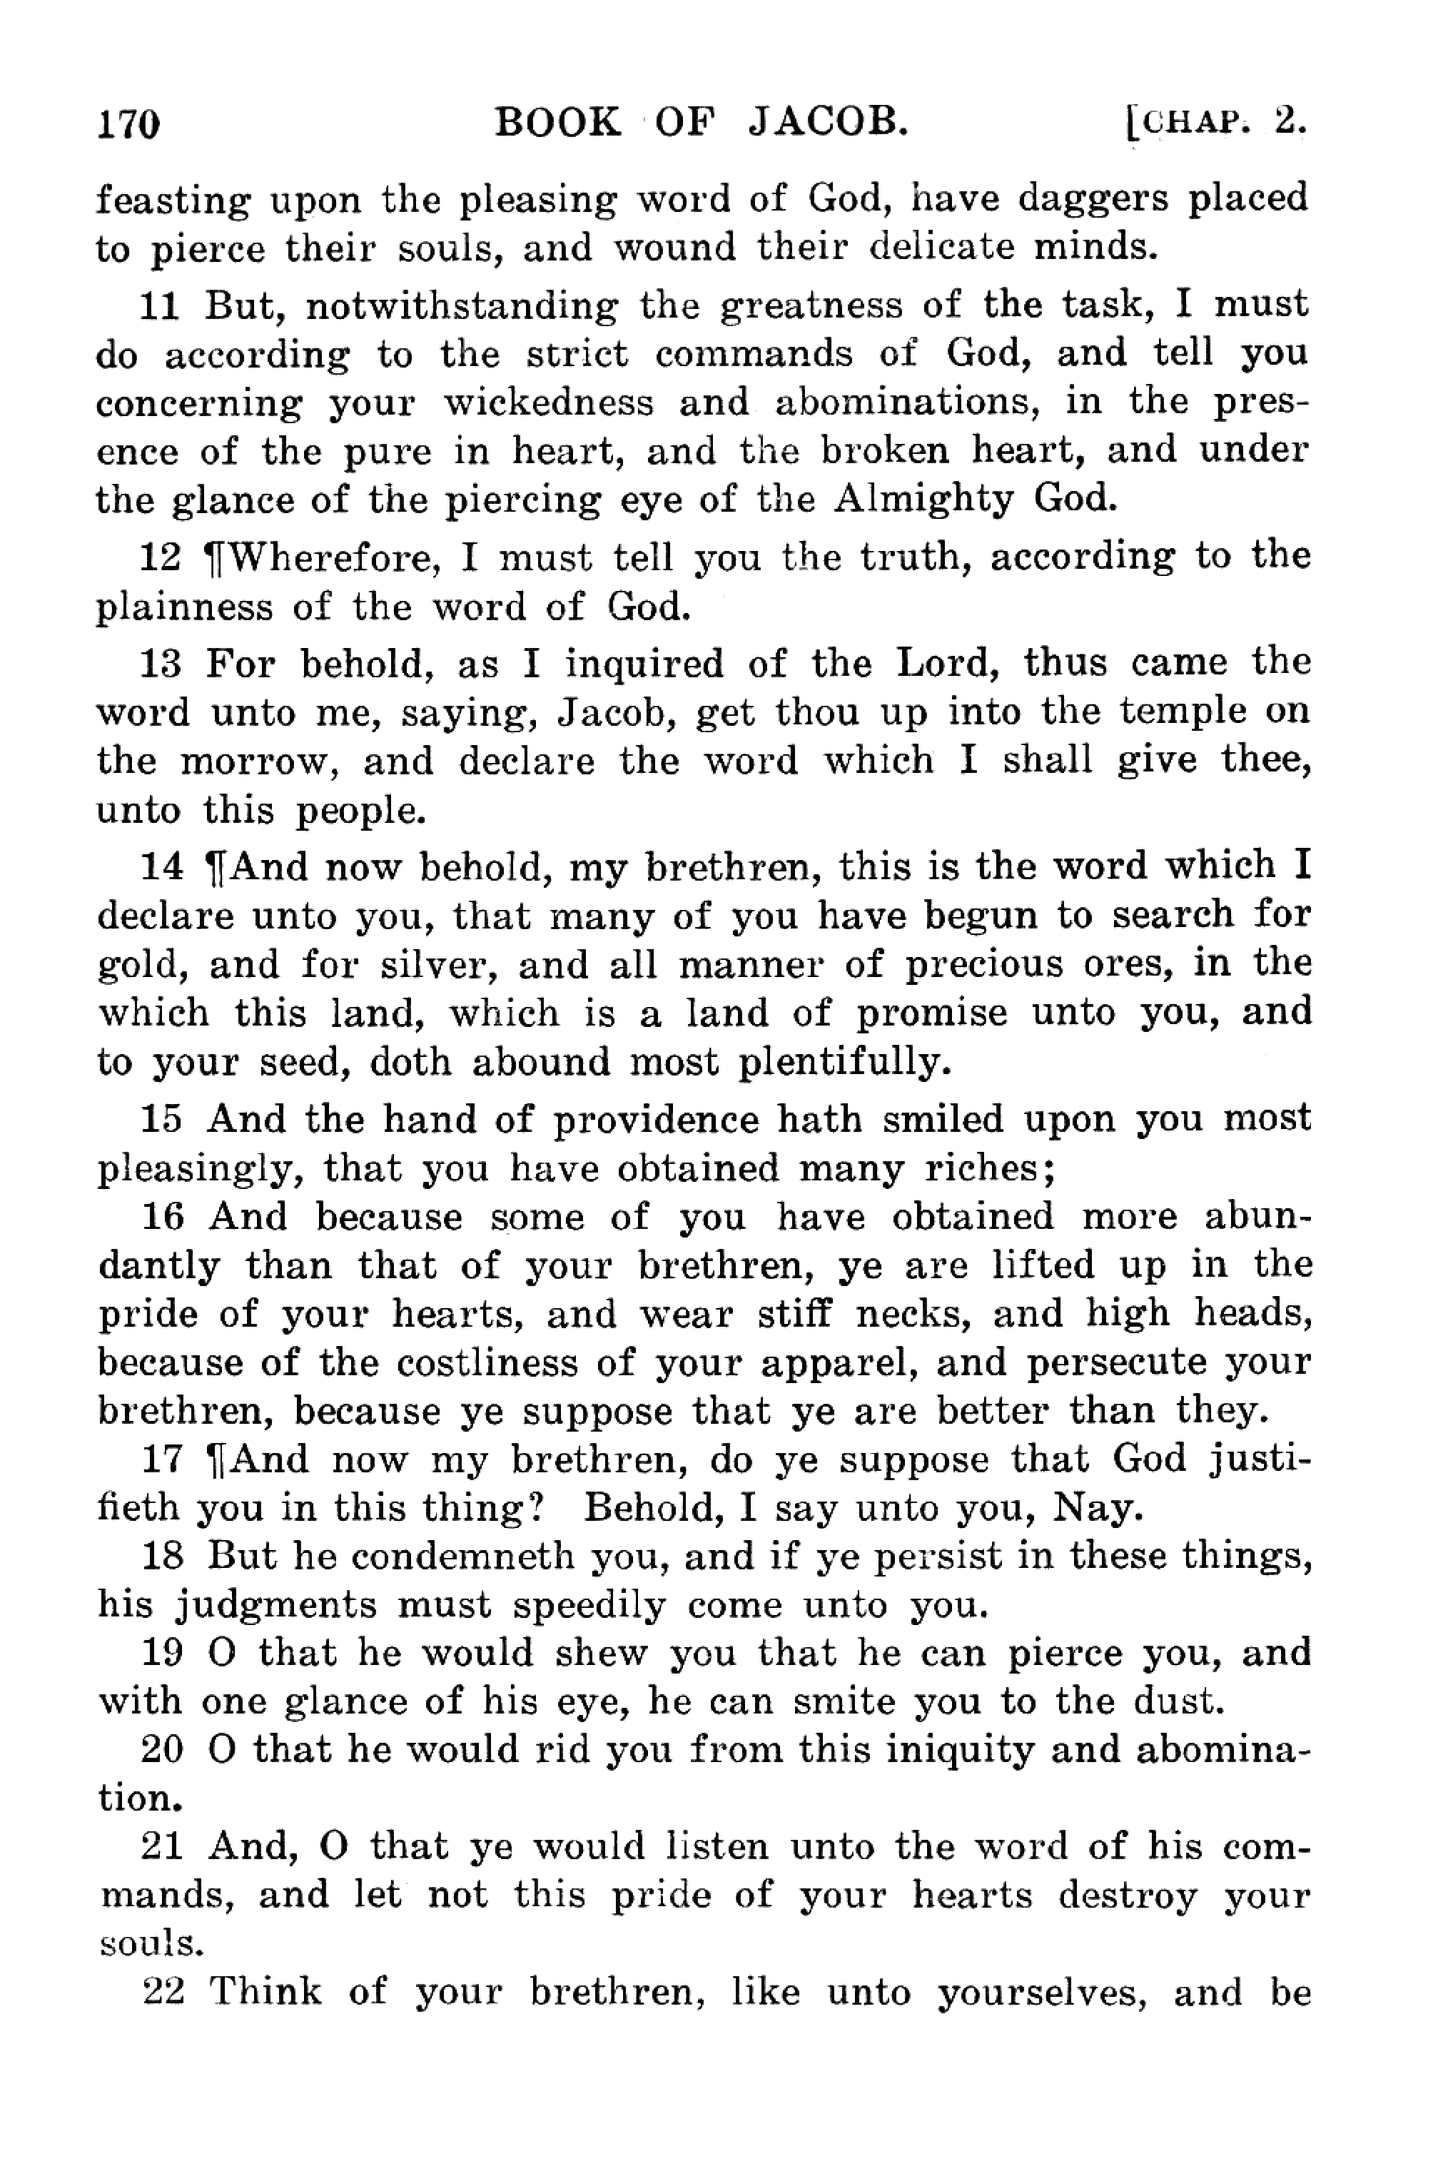 170 BOOK OF JACOB. [CHAP. 2.
feasting upon the pleasing word of God, have daggers placed
to pierce their souls, and wound their delicate minds.
11 But, notwithstanding the greatness of the task, I must
do according to the strict commands of God, and tell you
concerning your wickedness and abominations, in the pres-
ence of the pure in heart, and the broken heart, and under
the glance of the piercing eye of the Almighty God.
12 ¶Wherefore, I must tell you the truth, according to the
plainness of the word of God.
13 For behold, as I inquired of the Lord, thus came the
word unto me, saying, Jacob, get thou up into the temple on
the morrow, and declare the word which I shall give thee,
unto this people.
14 ¶And now behold, my brethren, this is the word which I
declare unto you, that many of you have begun to search for
gold, and for silver, and all manner of precious ores, in the
which this land, which is a land of promise unto you, and
to your seed, doth abound most plentifully.
15 And the hand of providence hath smiled upon you most
pleasingly, that you have obtained many riches;
16 And because some of you have obtained more abun-
dantly than that of your brethren, ye are lifted up in the
pride of your hearts, and wear stiff necks, and high heads,
because of the costliness of your apparel, and persecute your
brethren, because ye suppose that ye are better than they.
17 ¶And now my brethren, do ye suppose that God justi-
fieth you in this thing? Behold, I say unto you, Nay.
18 But he condemneth you, and if ye persist in these things,
his judgments must speedily come unto you.
19 O that he would shew you that he can pierce you, and
with one glance of his eye, he can smite you to the dust.
20 O that he would rid you from this iniquity and abomina-
tion.
21 And, O that ye would listen unto the word of his com-
mands, and let not this pride of your hearts destroy your
souls.
22 Think of your brethren, like unto yourselves, and be